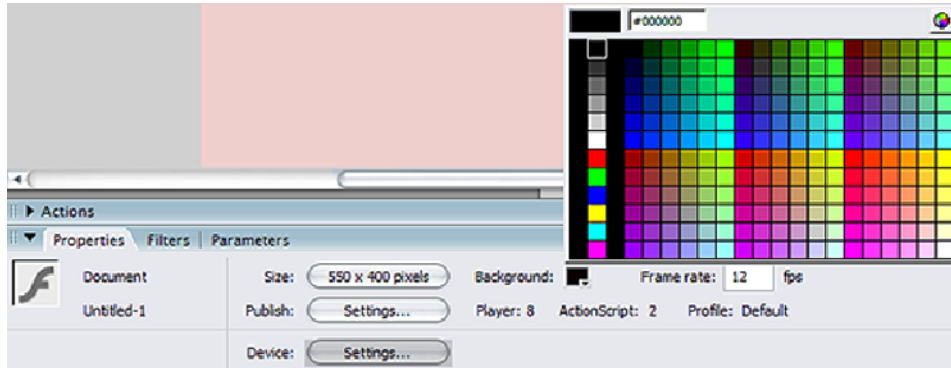 #000000
Actions
Properties Filters Parameters
Document Size: 550 x 400 pixels Background: Frame rate: 12 fps
Untitled-1 Publish: Settings... Player: 8 ActionScript: 2 Profile: Default
Device: Settings...